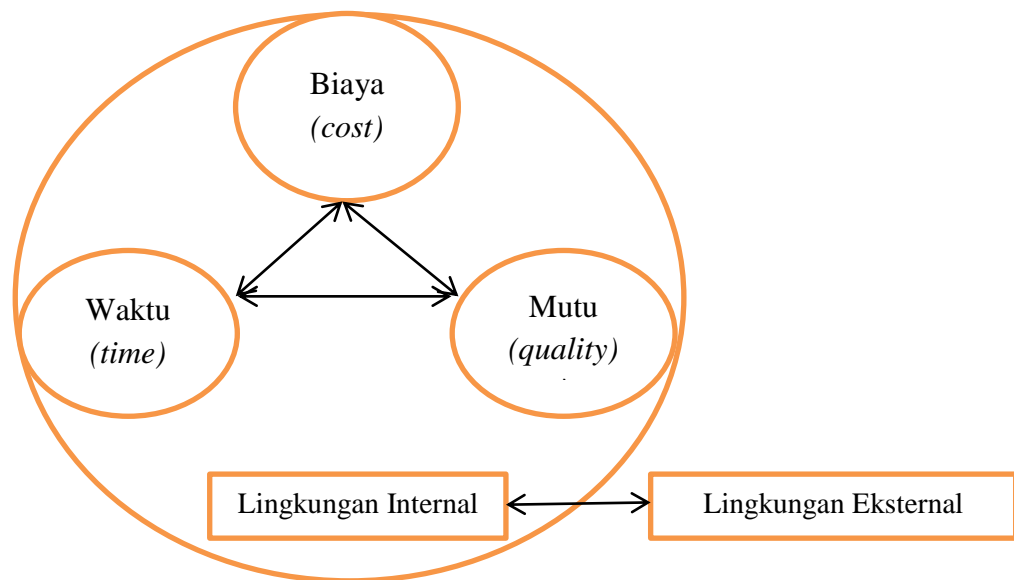 Biaya
(cost)
Waktu
(time)
Mutu
(quality)
Lingkungan Internal
Lingkungan Eksternal